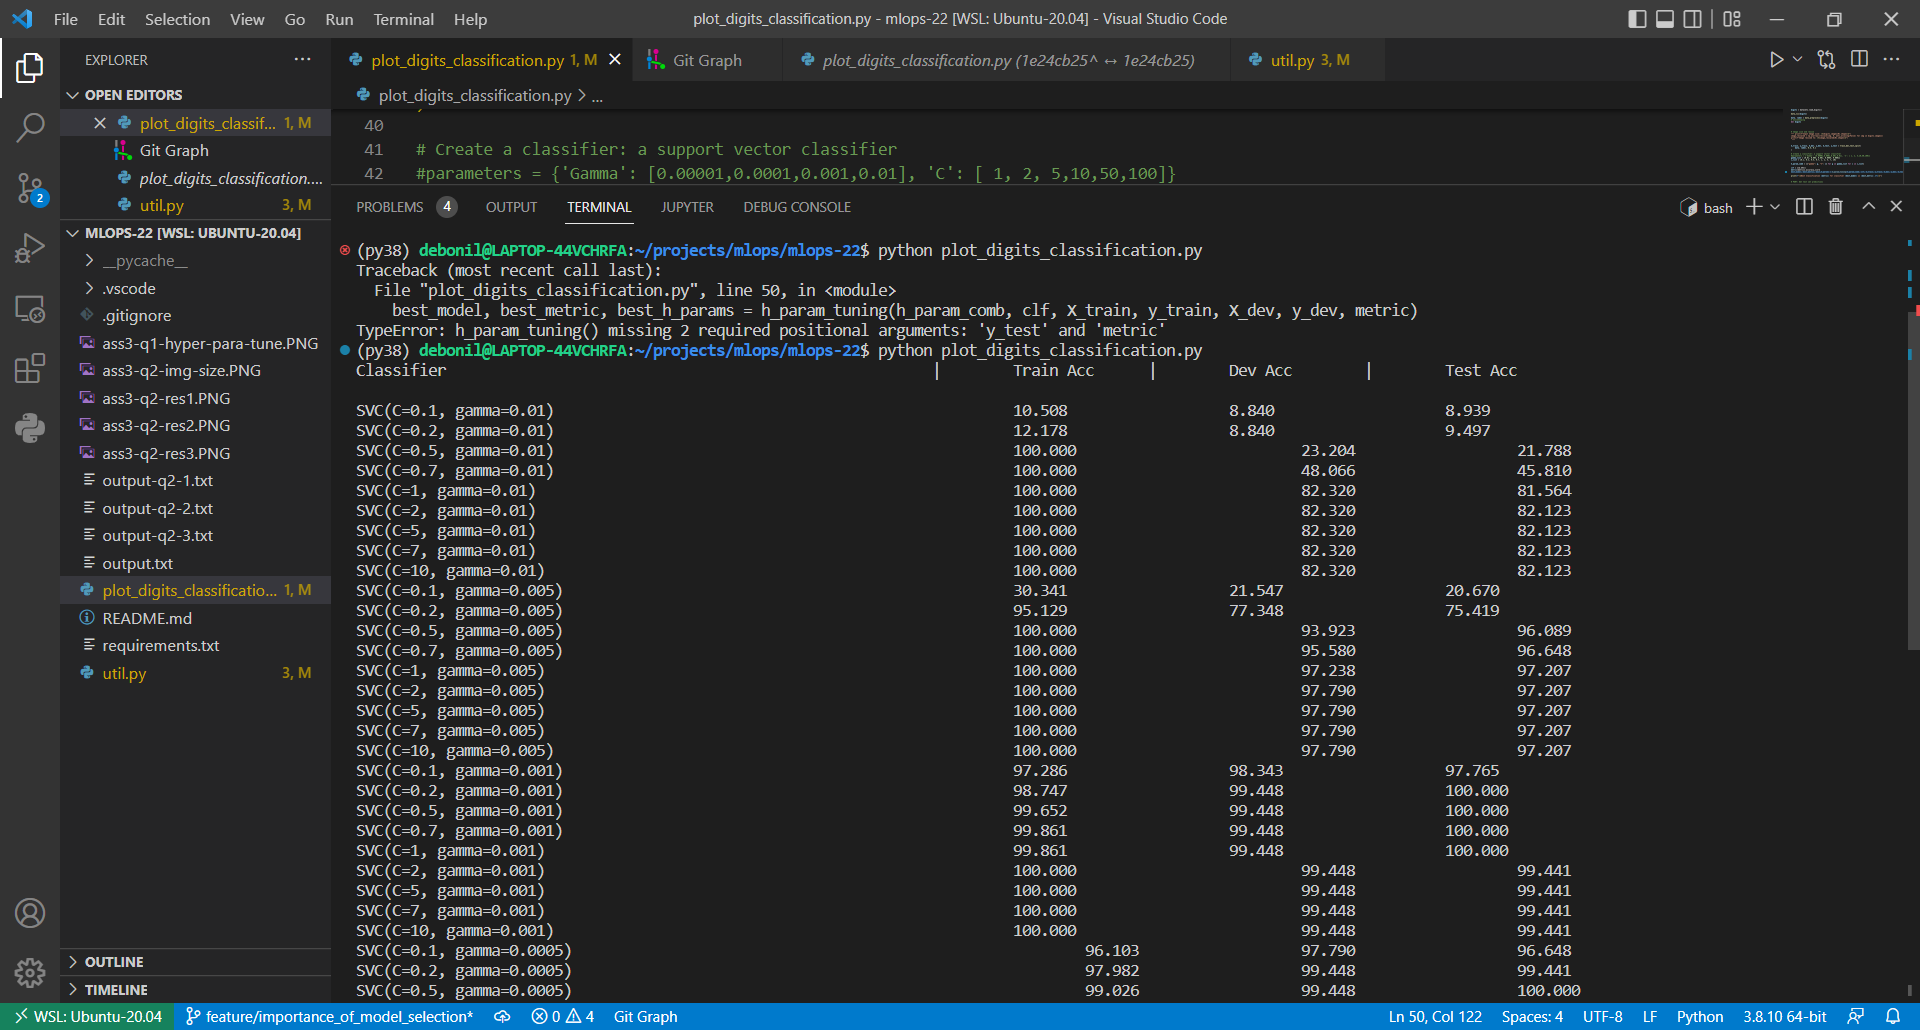 File Edit Selection View Go Run Terminal Help
plot_digits_classification.py - mlops-22 [WSL: Ubuntu-20.04] - Visual Studio Code
EXPLORER
plot_digits_classification.py 1, M
Git Graph
plot_digits_classification.py (1e24cb25^ ↔ 1e24cb25)
util.py 3, M
OPEN EDITORS
plot_digits_classif... 1, M
Git Graph
plot_digits_classification....
util.py 3, M
MLOPS-22 [WSL: UBUNTU-20.04]
__pycache__
.vscode
.gitignore
ass3-q1-hyper-para-tune.PNG
ass3-q2-img-size.PNG
ass3-q2-res1.PNG
ass3-q2-res2.PNG
ass3-q2-res3.PNG
output-q2-1.txt
output-q2-2.txt
output-q2-3.txt
output.txt
plot_digits_classificatio... 1, M
README.md
requirements.txt
util.py 3, M
OUTLINE
TIMELINE
2
plot_digits_classification.py > ...
40
41 # Create a classifier: a support vector classifier
42 #parameters = {'Gamma': [0.00001,0.0001,0.001,0.01], 'C': [ 1, 2, 5,10,50,100]}
PROBLEMS 4 OUTPUT TERMINAL JUPYTER DEBUG CONSOLE
bash
(py38) debonil@LAPTOP-44VCHRFA:~/projects/mlops/mlops-22$ python plot_digits_classification.py
Traceback (most recent call last):
File "plot_digits_classification.py", line 50, in <module>
best_model, best_metric, best_h_params = h_param_tuning(h_param_comb, clf, X_train, y_train, X_dev, y_dev, metric)
TypeError: h_param_tuning() missing 2 required positional arguments: 'y_test' and 'metric'
(py38) debonil@LAPTOP-44VCHRFA:~/projects/mlops/mlops-22$ python plot_digits_classification.py
Classifier | Train Acc | Dev Acc | Test Acc
SVC(C=0.1, gamma=0.01) 10.508 8.840 8.939
SVC(C=0.2, gamma=0.01) 12.178 8.840 9.497
SVC(C=0.5, gamma=0.01) 100.000 23.204 21.788
SVC(C=0.7, gamma=0.01) 100.000 48.066 45.810
SVC(C=1, gamma=0.01) 100.000 82.320 81.564
SVC(C=2, gamma=0.01) 100.000 82.320 82.123
SVC(C=5, gamma=0.01) 100.000 82.320 82.123
SVC(C=7, gamma=0.01) 100.000 82.320 82.123
SVC(C=10, gamma=0.01) 100.000 82.320 82.123
SVC(C=0.1, gamma=0.005) 30.341 21.547 20.670
SVC(C=0.2, gamma=0.005) 95.129 77.348 75.419
SVC(C=0.5, gamma=0.005) 100.000 93.923 96.089
SVC(C=0.7, gamma=0.005) 100.000 95.580 96.648
SVC(C=1, gamma=0.005) 100.000 97.238 97.207
SVC(C=2, gamma=0.005) 100.000 97.790 97.207
SVC(C=5, gamma=0.005) 100.000 97.790 97.207
SVC(C=7, gamma=0.005) 100.000 97.790 97.207
SVC(C=10, gamma=0.005) 100.000 97.790 97.207
SVC(C=0.1, gamma=0.001) 97.286 98.343 97.765
SVC(C=0.2, gamma=0.001) 98.747 99.448 100.000
SVC(C=0.5, gamma=0.001) 99.652 99.448 100.000
SVC(C=0.7, gamma=0.001) 99.861 99.448 100.000
SVC(C=1, gamma=0.001) 99.861 99.448 100.000
SVC(C=2, gamma=0.001) 100.000 99.448 99.441
SVC(C=5, gamma=0.001) 100.000 99.448 99.441
SVC(C=7, gamma=0.001) 100.000 99.448 99.441
SVC(C=10, gamma=0.001) 100.000 99.448 99.441
SVC(C=0.1, gamma=0.0005) 96.103 97.790 96.648
SVC(C=0.2, gamma=0.0005) 97.982 99.448 99.441
SVC(C=0.5, gamma=0.0005) 99.026 99.448 100.000
WSL: Ubuntu-20.04 feature/importance_of_model_selection* 0 4 Git Graph Ln 50, Col 122 Spaces: 4 UTF-8 LF Python 3.8.10 64-bit